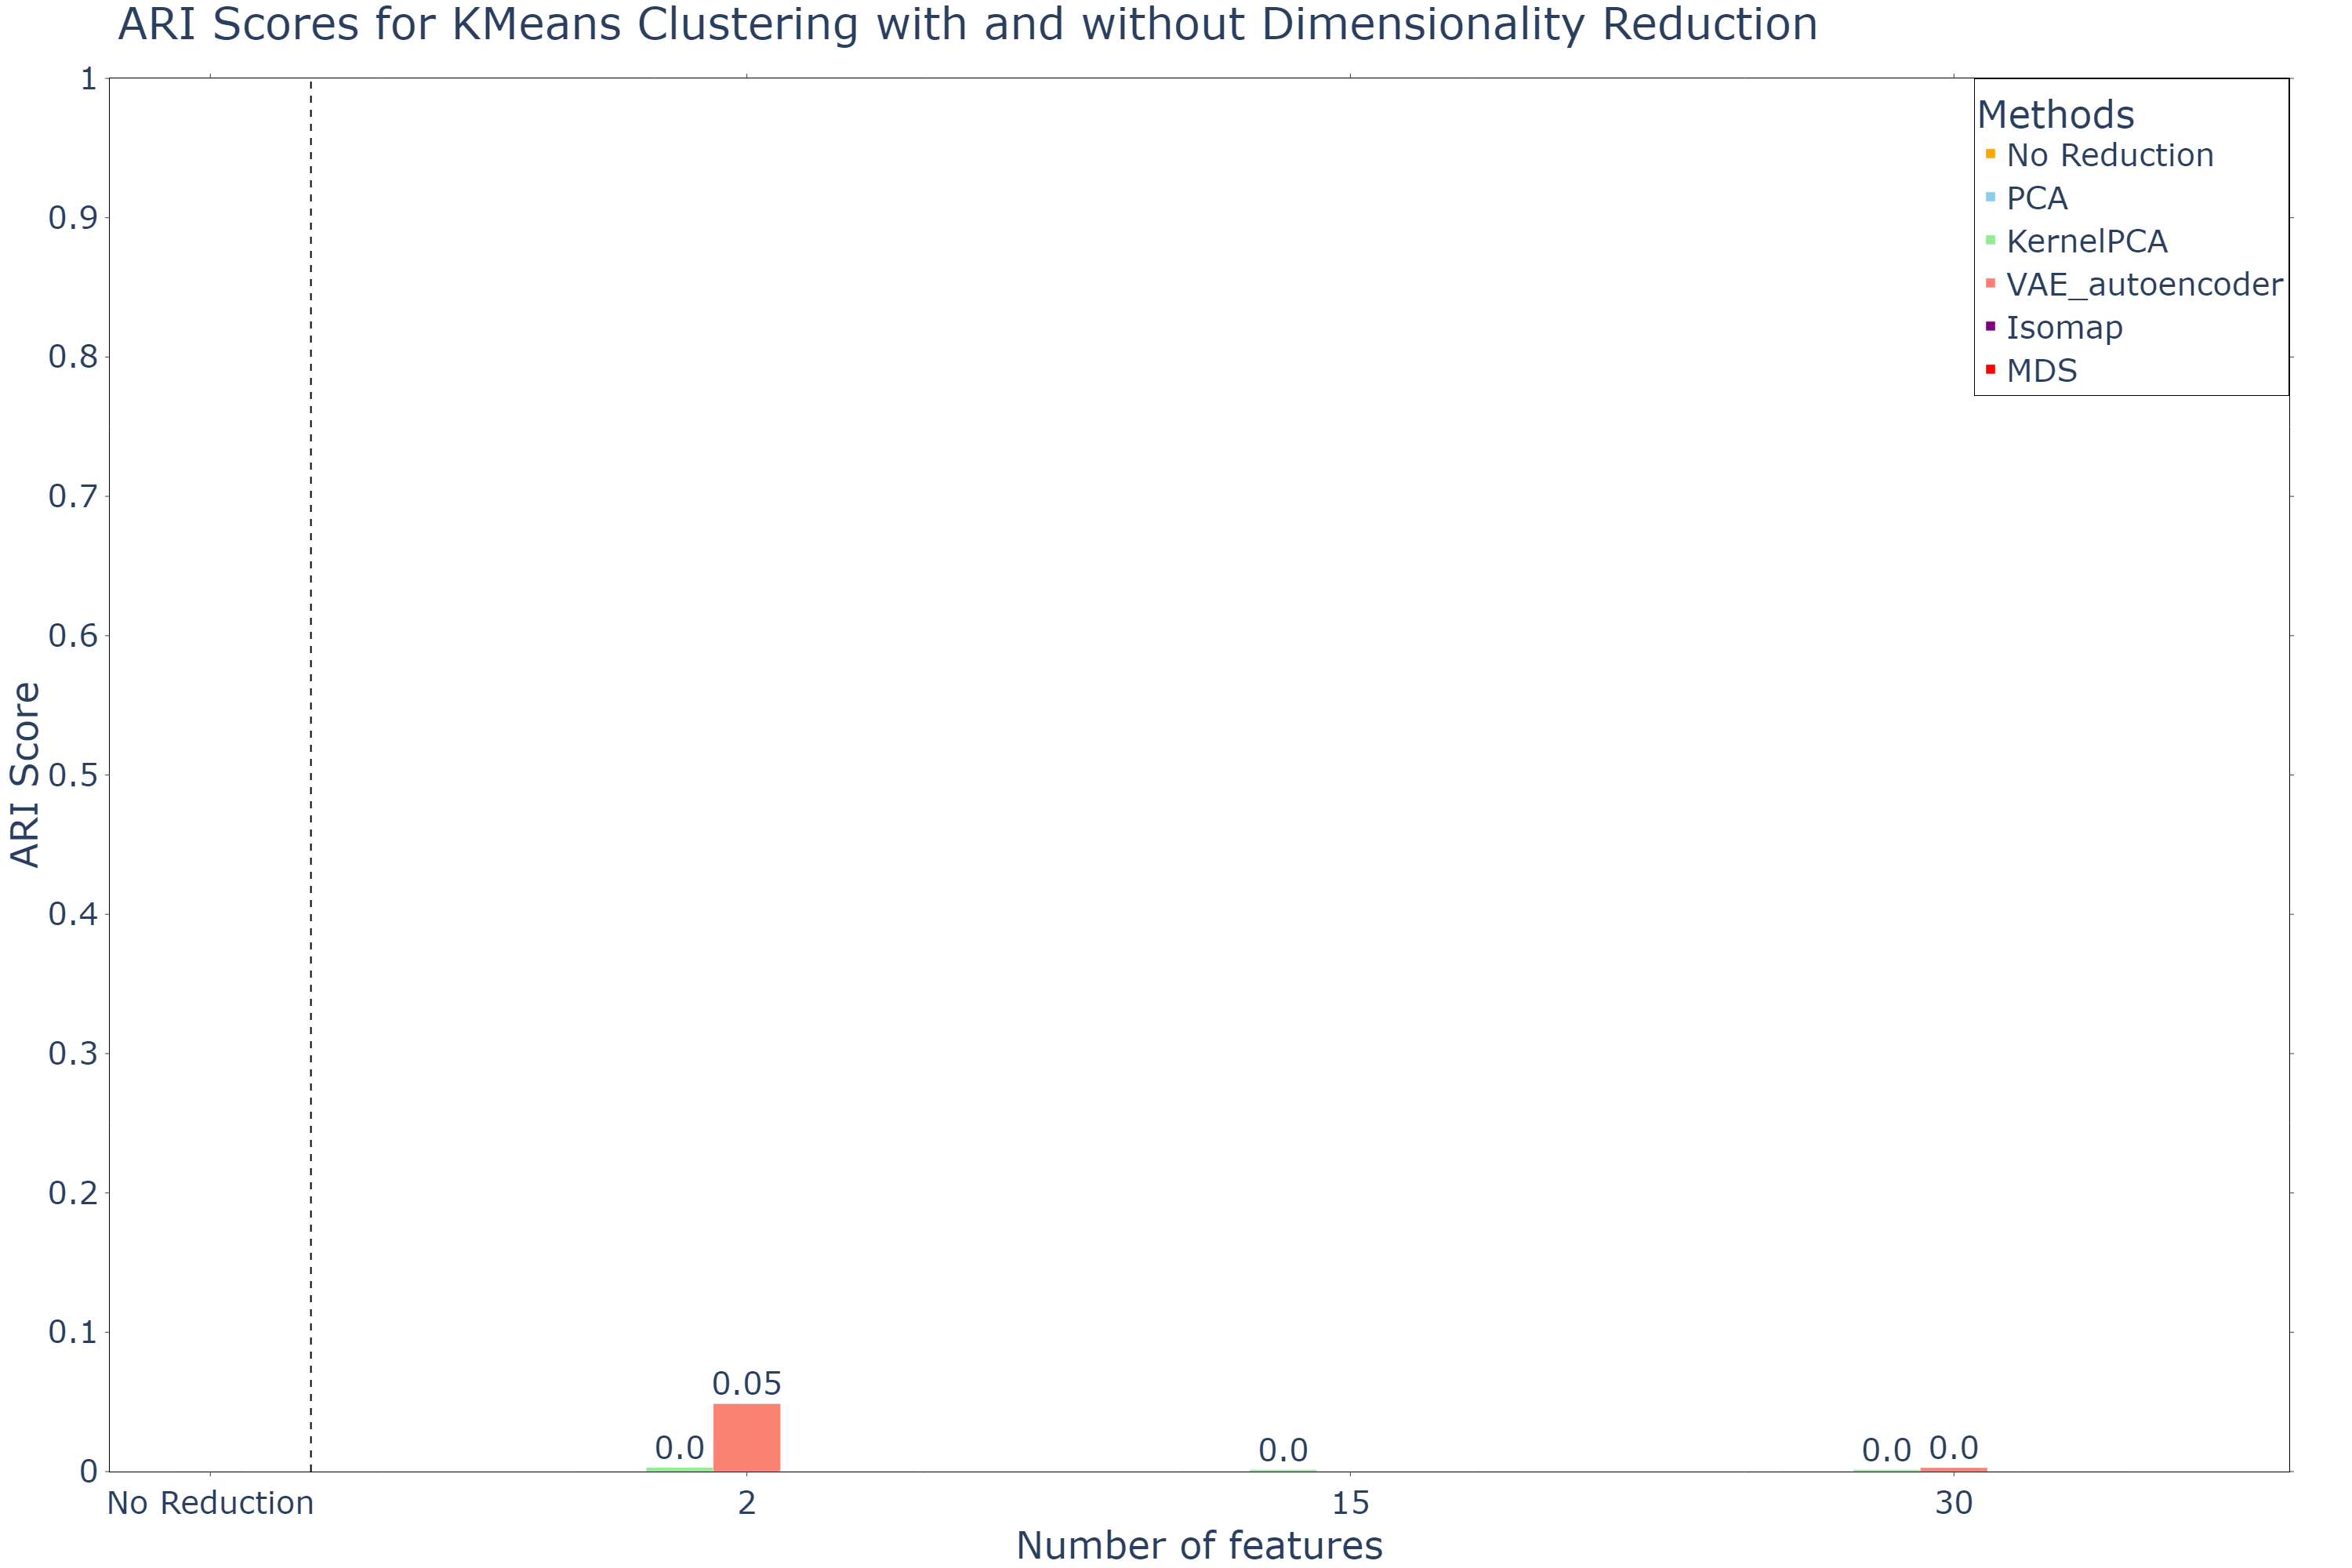 ARI Scores for KMeans Clustering with and without Dimensionality Reduction
1
0.9
0.8
0.7
0.6
0.5
0.4
0.3
0.2
0.1
0
ARI Score
Methods
No Reduction
PCA
KernelPCA
VAE_autoencoder
Isomap
MDS
0.0
0.05
0.0
0.0
0.0
No Reduction
2
15
30
Number of features